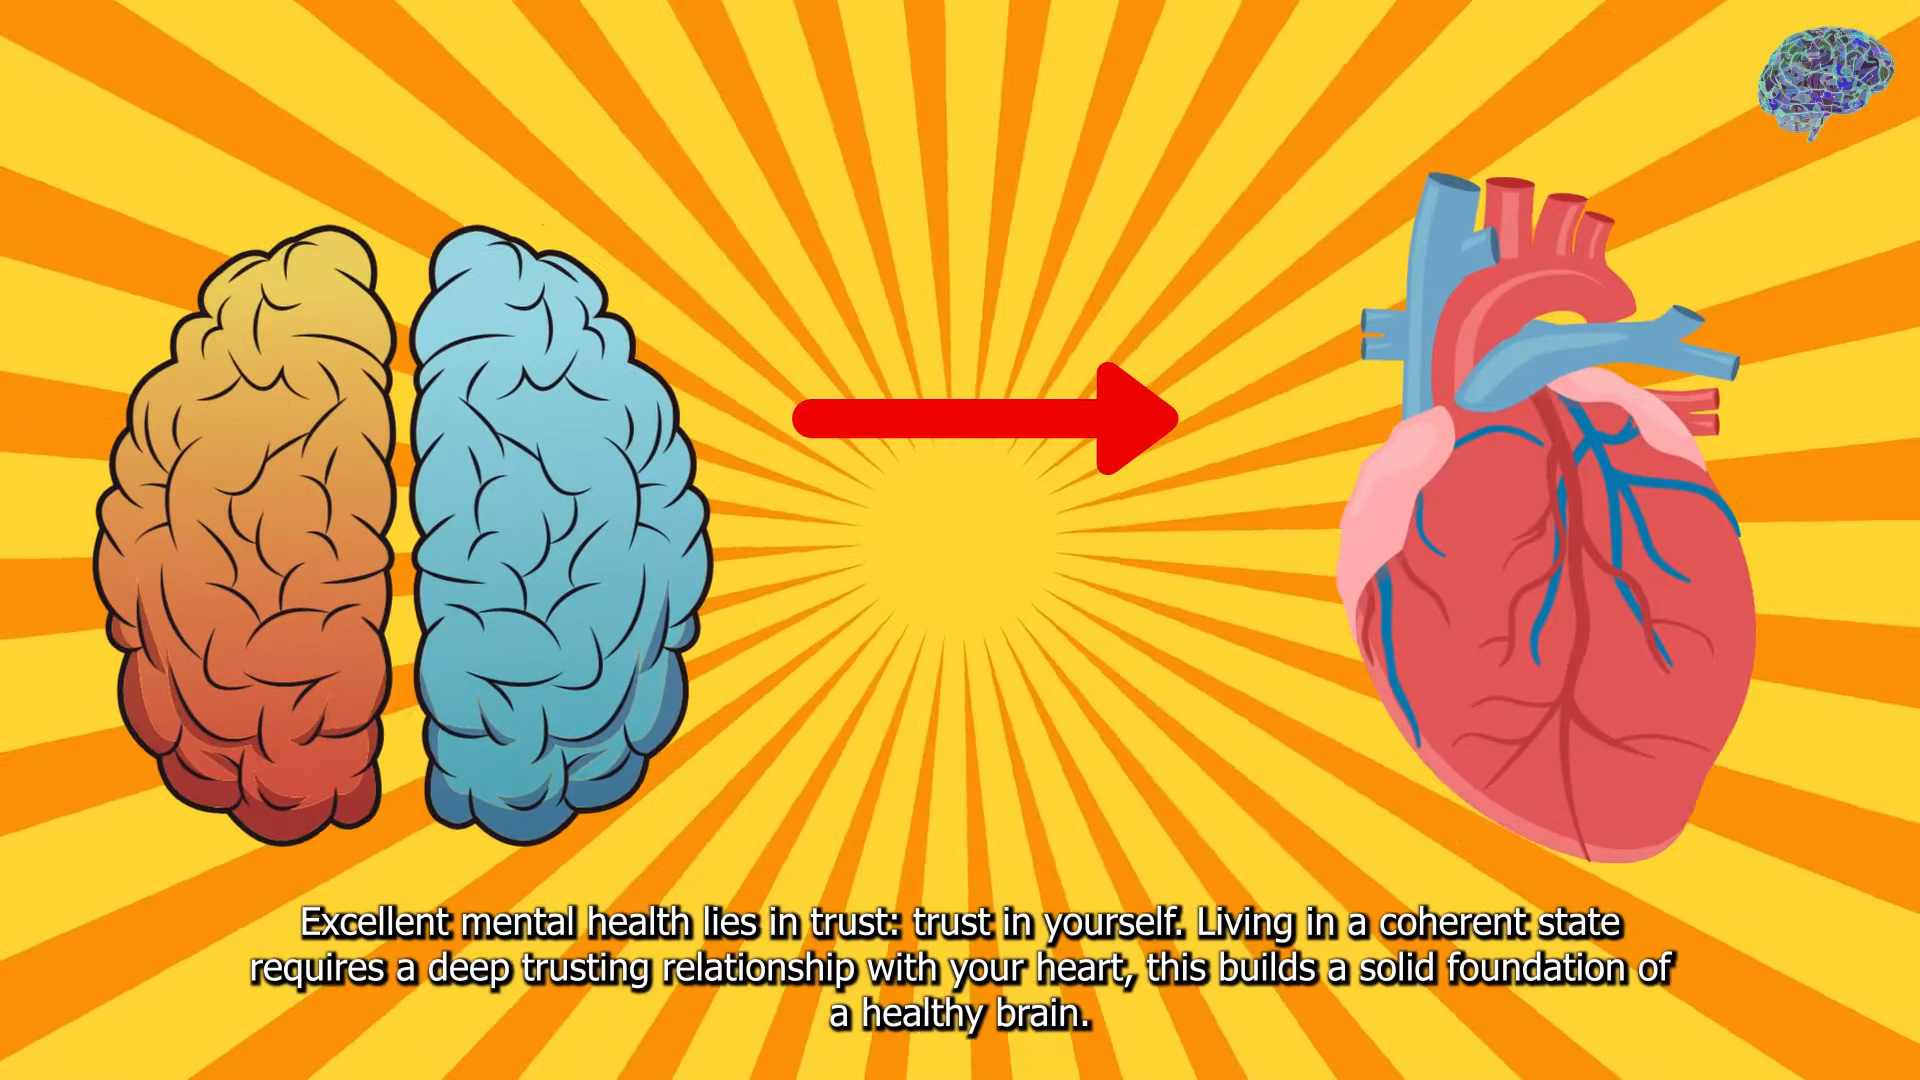 Excellent mental health lies in trust: trust in yourself. Living in a coherent state
requires a deep trusting relationship with your heart, this builds a solid foundation of
a healthy brain.